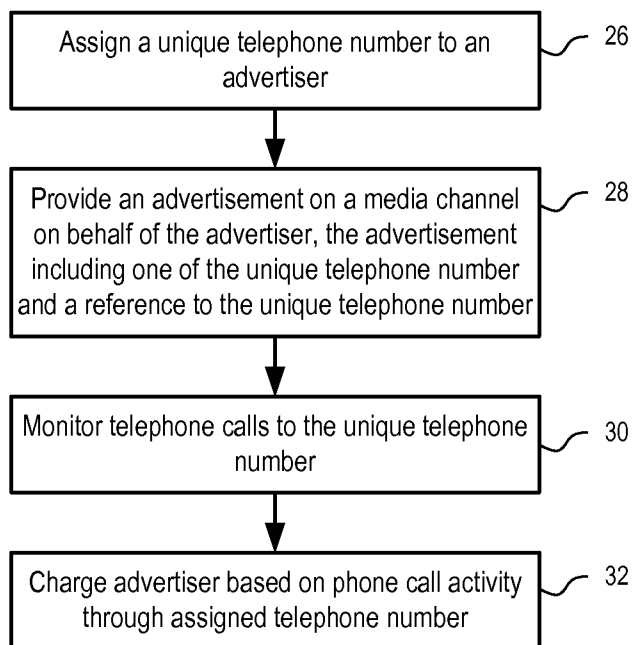 Assign a unique telephone number to an
advertiser
26
Provide an advertisement on a media channel
on behalf of the advertiser, the advertisement
including one of the unique telephone number
and a reference to the unique telephone number
28
Monitor telephone calls to the unique telephone
number
30
Charge advertiser based on phone call activity
through assigned telephone number
32